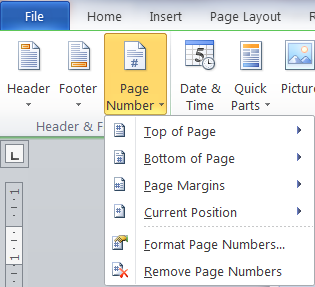 File Home Insert Page Layout R
Header Footer Page Number Date & Time Quick Parts Picture
Header & F
Top of Page
Bottom of Page
Page Margins
Current Position
Format Page Numbers...
Remove Page Numbers